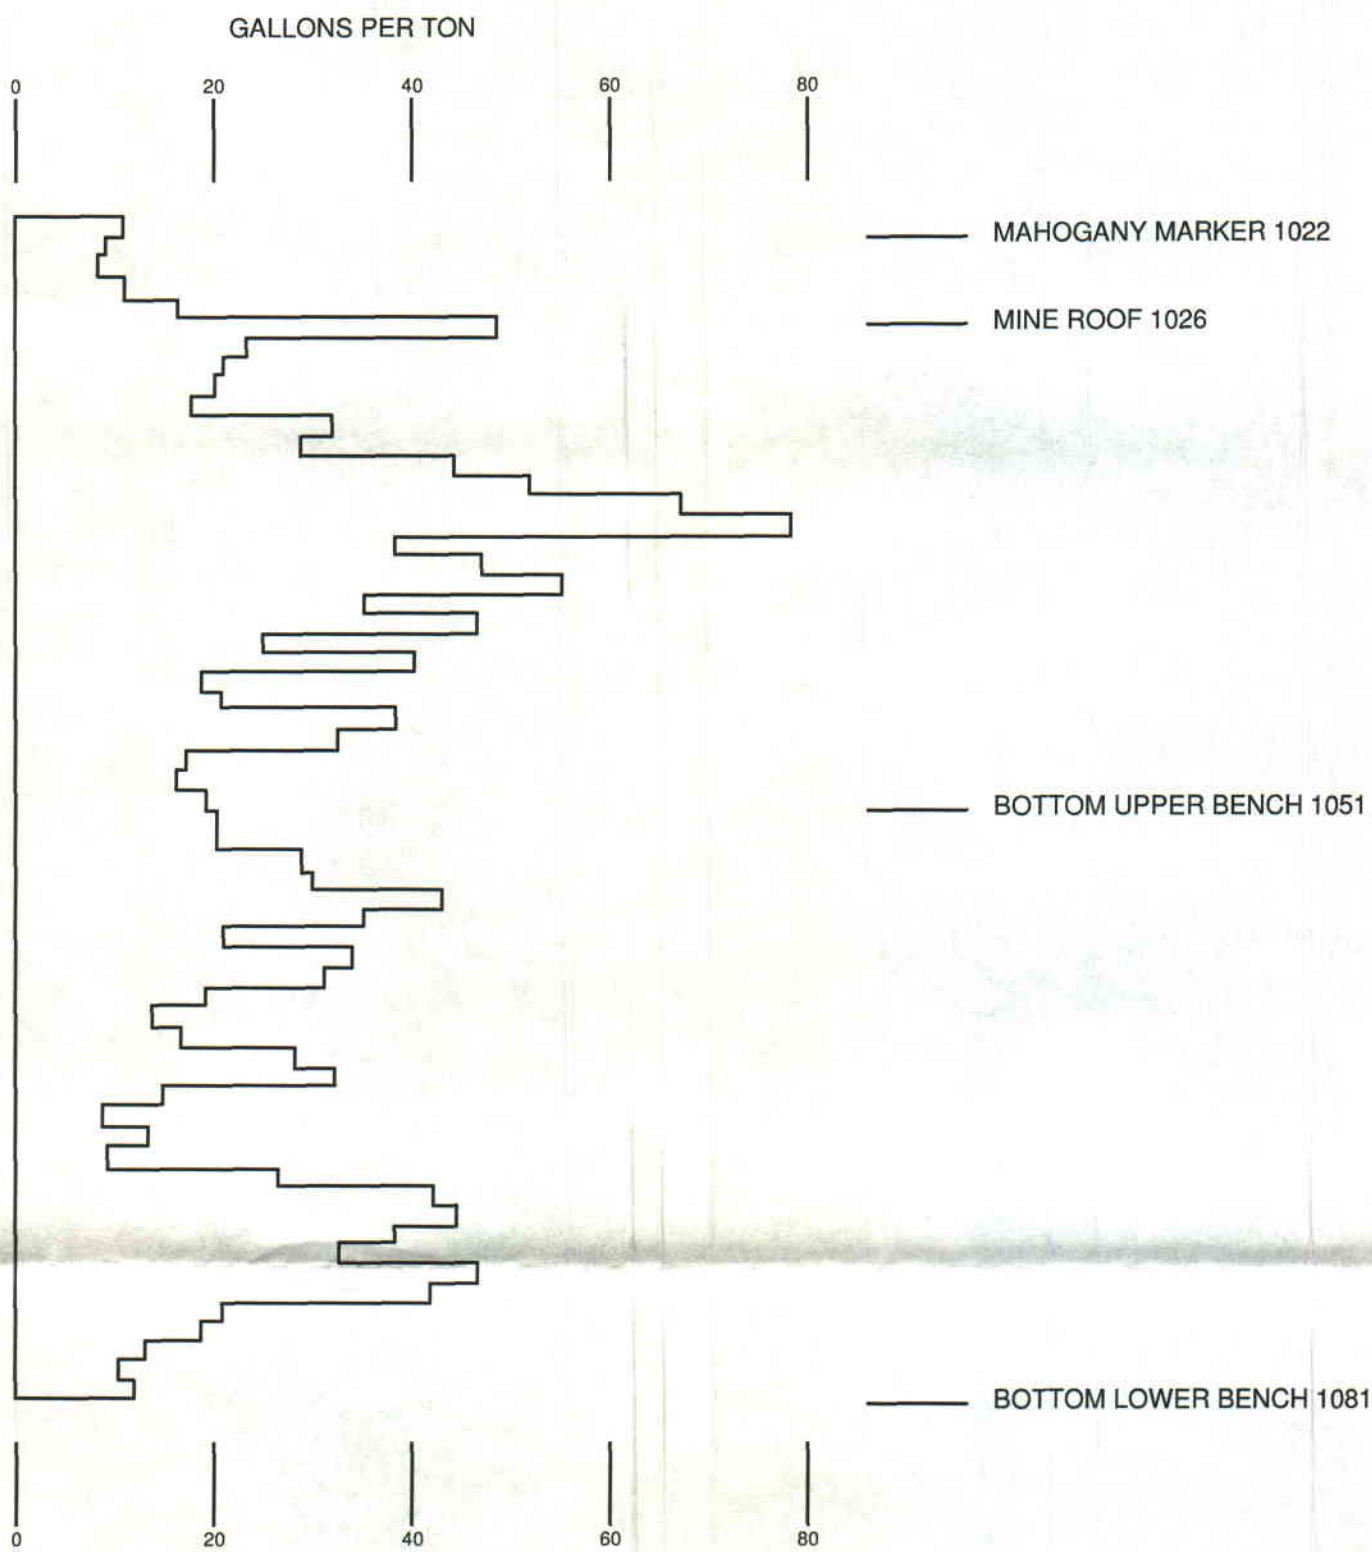 GALLONS PER TON
0 20 40 60 80
MAHOGANY MARKER 1022
MINE ROOF 1026
BOTTOM UPPER BENCH 1051
BOTTOM LOWER BENCH 1081
0 20 40 60 80